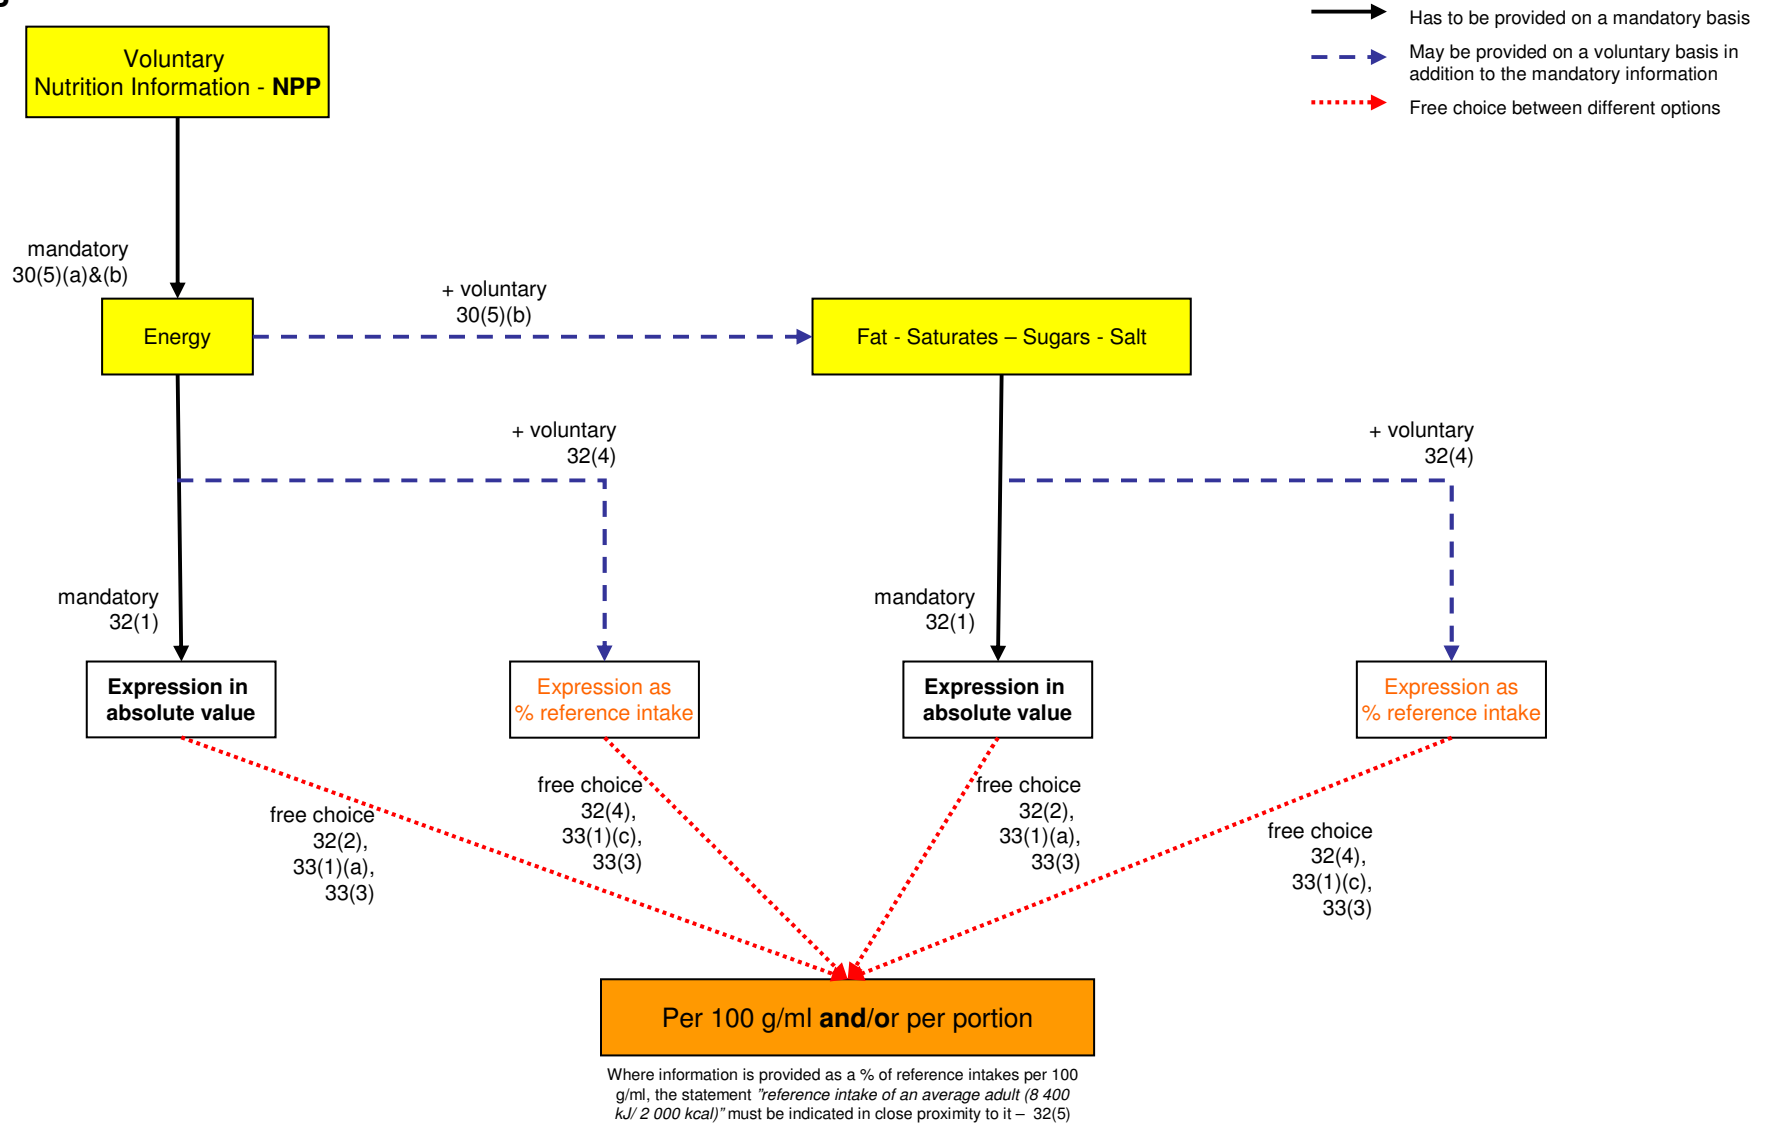 Has to be provided on a mandatory basis
May be provided on a voluntary basis in
addition to the mandatory information
Free choice between different options
Voluntary
Nutrition Information - NPP
mandatory
30(5)(a)&(b)
+ voluntary
30(5)(b)
Energy
Fat - Saturates – Sugars - Salt
+ voluntary
32(4)
+ voluntary
32(4)
mandatory
32(1)
mandatory
32(1)
Expression in
absolute value
Expression as
% reference intake
Expression in
absolute value
Expression as
% reference intake
free choice
32(2),
33(1)(a),
33(3)
free choice
32(4),
33(1)(c),
33(3)
free choice
32(2),
33(1)(a),
33(3)
free choice
32(4),
33(1)(c),
33(3)
Per 100 g/ml and/or per portion
Where information is provided as a % of reference intakes per 100
g/ml, the statement "reference intake of an average adult (8 400
kJ/ 2 000 kcal)" must be indicated in close proximity to it – 32(5)